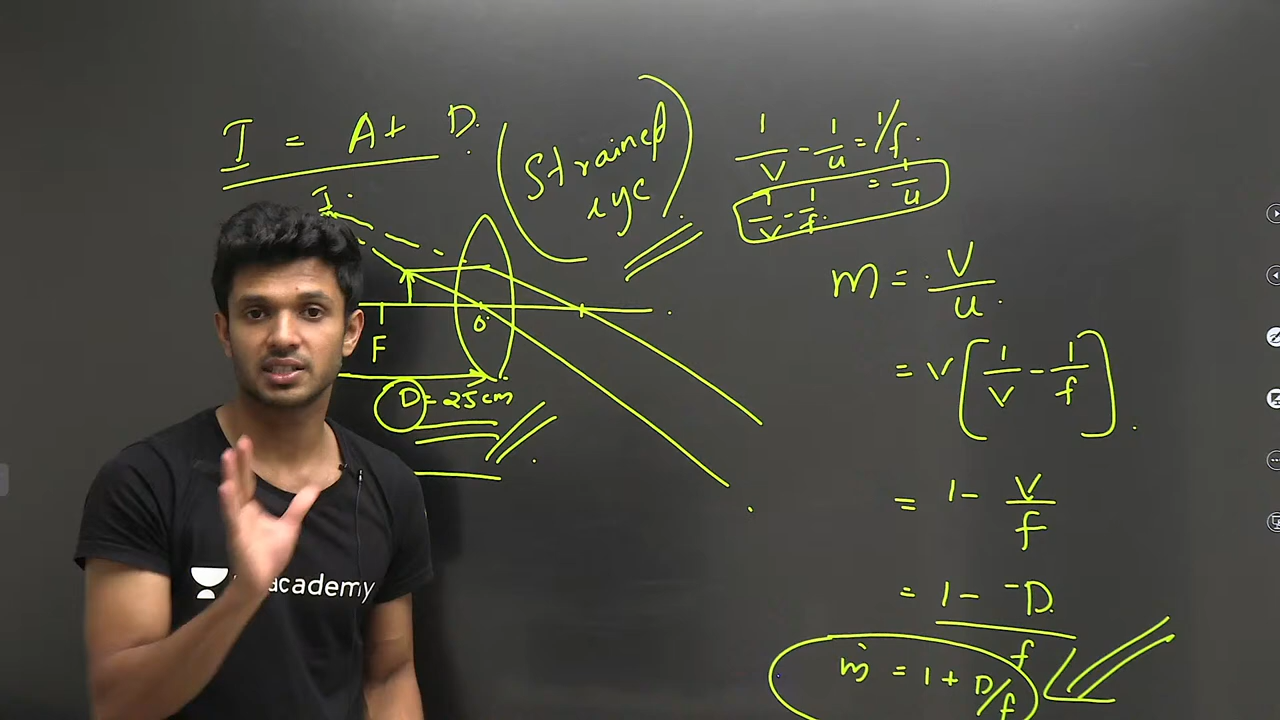 I = A + D.
(Strained
eye)
I.
F
O
D = 25 cm
1/v - 1/u = 1/f.
1/v - 1/f = 1/u
m = v/u.
= v [1/v - 1/f].
= 1 - v/f
= 1 - -D/f
m = 1 + D/f
academy